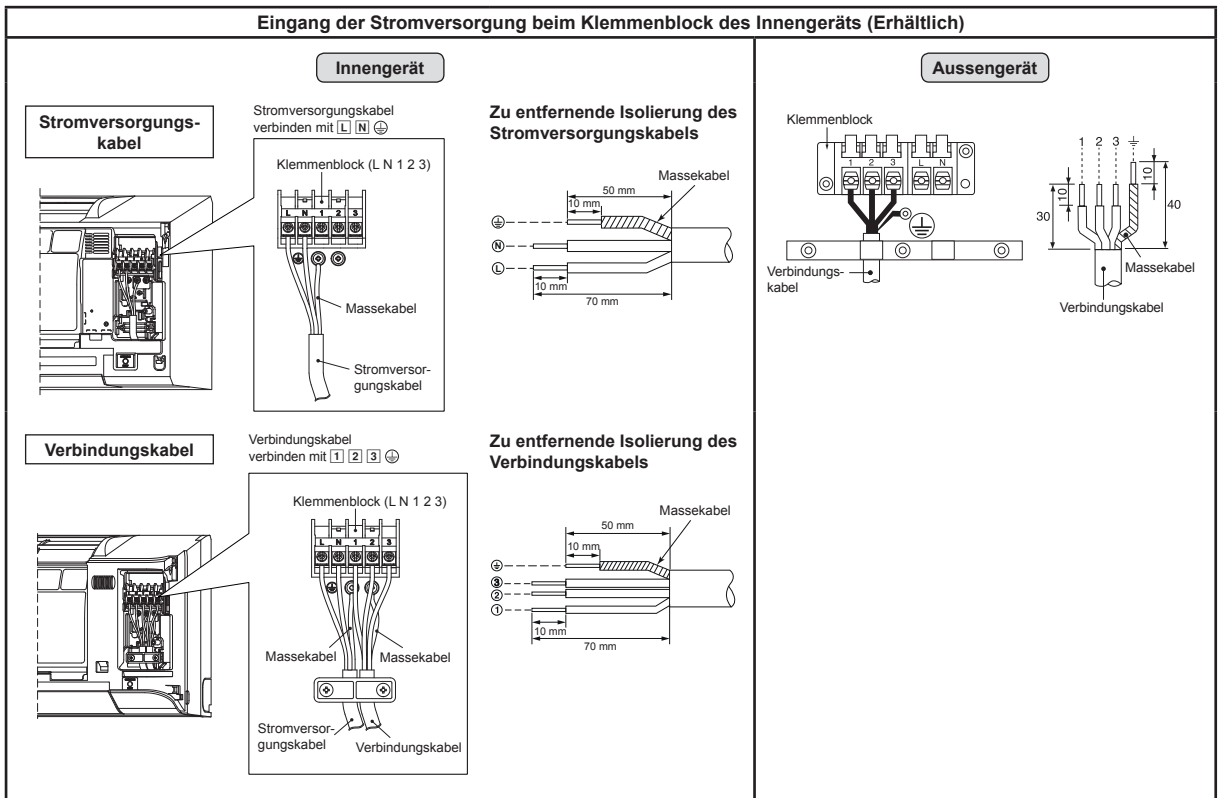 Eingang der Stromversorgung beim Klemmenblock des Innengeräts (Erhältlich)
Innengerät
Stromversorgungs-
kabel
Stromversorgungskabel
verbinden mit L N ⏚
Klemmenblock (L N 1 2 3)
L N 1 2 3
Massekabel
Stromversor-
gungskabel
Zu entfernende Isolierung des
Stromversorgungskabels
Massekabel
50 mm
10 mm
⏚
N
L
10 mm
70 mm
Verbindungskabel
Verbindungskabel
verbinden mit 1 2 3 ⏚
Klemmenblock (L N 1 2 3)
L N 1 2 3
Massekabel
Massekabel
Stromversor-
gungskabel
Verbindungskabel
Zu entfernende Isolierung des
Verbindungskabels
Massekabel
50 mm
10 mm
⏚
③
②
①
10 mm
70 mm
Aussengerät
Klemmenblock
1 2 3 L N
Verbindungs-
kabel
1 2 3 ⏚
10
10
30
40
Massekabel
Verbindungskabel